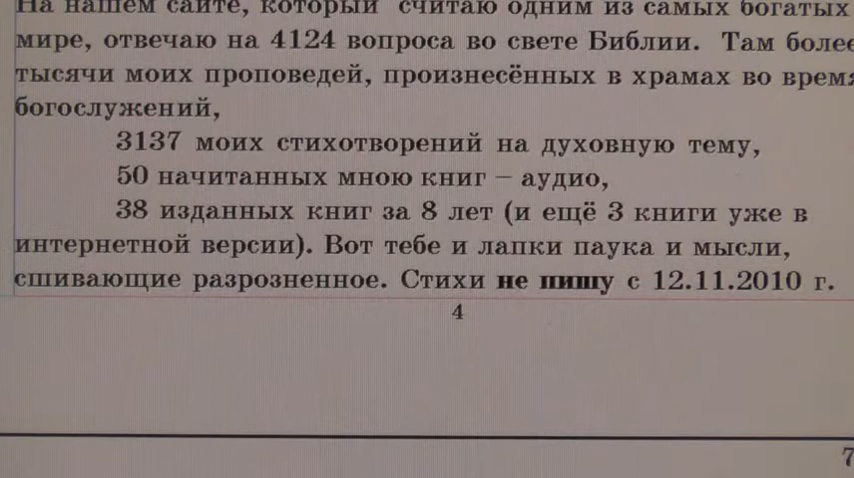 На нашем сайте, который считаю одним из самых богатых
мире, отвечаю на 4124 вопроса во свете Библии. Там более
тысячи моих проповедей, произнесённых в храмах во время
богослужений,
3137 моих стихотворений на духовную тему,
50 начитанных мною книг – аудио,
38 изданных книг за 8 лет (и ещё 3 книги уже в
интернетной версии). Вот тебе и лапки паука и мысли,
сшивающие разрозненное. Стихи не пишу с 12.11.2010 г.
4
7